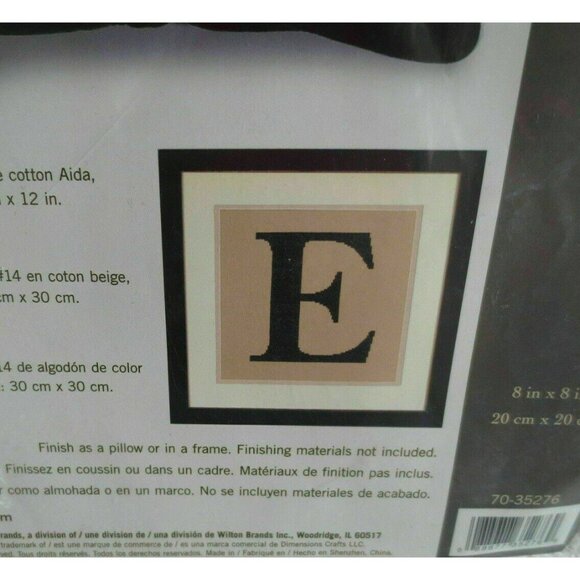 e cotton Aida,
x 12 in.
E
#14 en coton beige,
cm x 30 cm.
14 de algodón de color
: 30 cm x 30 cm.
8 in x 8 i
20 cm x 20 c
Finish as a pillow or in a frame. Finishing materials not included.
Finissez en coussin ou dans un cadre. Matériaux de finition pas inclus.
r como almohada o en un marco. No se incluyen materiales de acabado.
70-35276
m
rands, a division of / une division de / una división de Wilton Brands Inc., Woodridge, IL 60517
trademark of / est une marque de commerce de / es una marca comercial de Dimensions Crafts LLC.
rved. Tous droits réservés. Todos los derechos reservados. Made in / Fabriqué en / Hecho en Shenzhen, China.